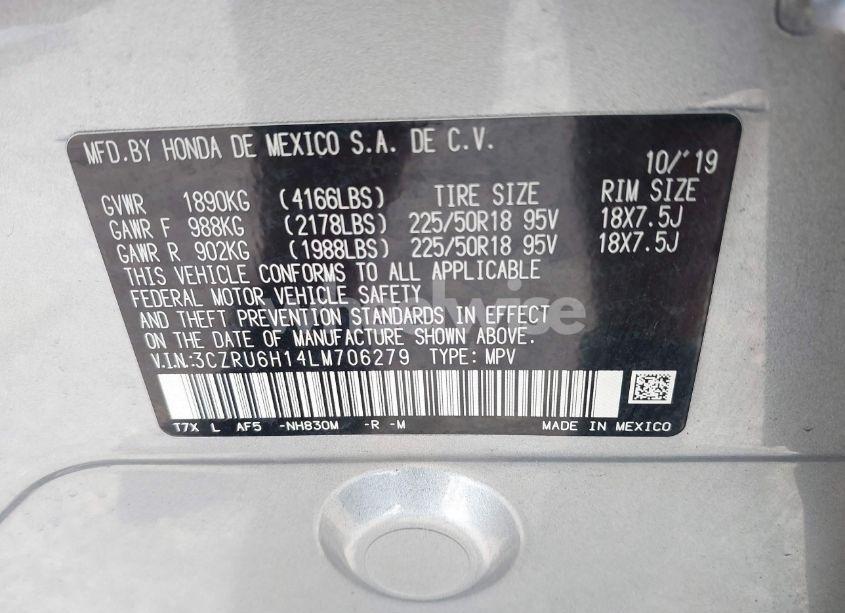 MFD.BY HONDA DE MEXICO S.A. DE C.V.
10/'19
GVWR 1890KG (4166LBS) TIRE SIZE RIM SIZE
GAWR F 988KG (2178LBS) 225/50R18 95V 18X7.5J
GAWR R 902KG (1988LBS) 225/50R18 95V 18X7.5J
THIS VEHICLE CONFORMS TO ALL APPLICABLE
FEDERAL MOTOR VEHICLE SAFETY
AND THEFT PREVENTION STANDARDS IN EFFECT
ON THE DATE OF MANUFACTURE SHOWN ABOVE.
V.I.N.:3CZRU6H14LM706279 TYPE: MPV
T7X L AF5 -NH830M -R -M MADE IN MEXICO